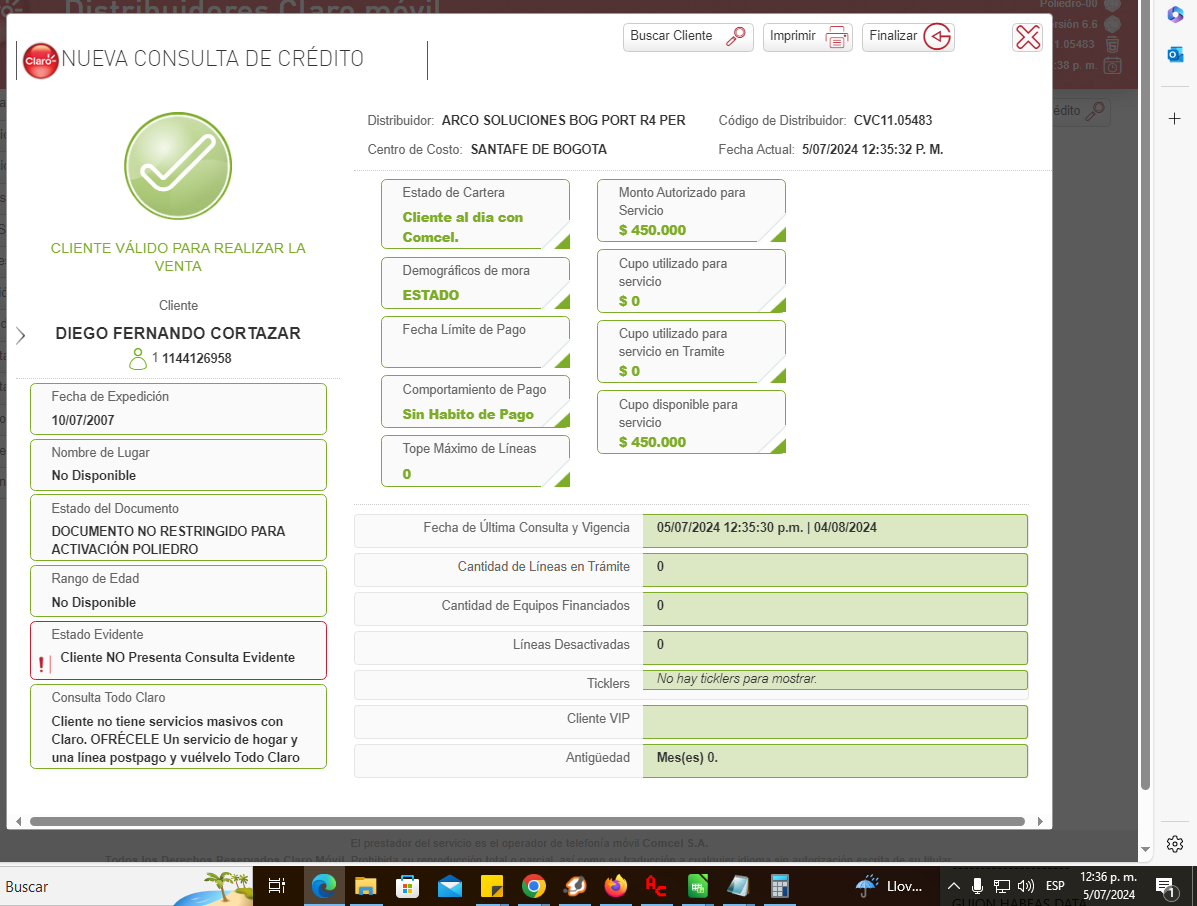 Distribuidores Claro móvil
Poliedro-00
Versión 6.6
Buscar Cliente
Imprimir
Finalizar
Claro
NUEVA CONSULTA DE CRÉDITO
Distribuidor: ARCO SOLUCIONES BOG PORT R4 PER
Código de Distribuidor: CVC11.05483
Centro de Costo: SANTAFE DE BOGOTA
Fecha Actual: 5/07/2024 12:35:32 P. M.
CLIENTE VÁLIDO PARA REALIZAR LA
VENTA
Cliente
DIEGO FERNANDO CORTAZAR
1 1144126958
Fecha de Expedición
10/07/2007
Nombre de Lugar
No Disponible
Estado del Documento
DOCUMENTO NO RESTRINGIDO PARA
ACTIVACIÓN POLIEDRO
Rango de Edad
No Disponible
Estado Evidente
! Cliente NO Presenta Consulta Evidente
Consulta Todo Claro
Cliente no tiene servicios masivos con
Claro. OFRÉCELE Un servicio de hogar y
una línea postpago y vuélvelo Todo Claro
Estado de Cartera
Cliente al dia con
Comcel.
Demográficos de mora
ESTADO
Fecha Límite de Pago
Comportamiento de Pago
Sin Habito de Pago
Tope Máximo de Líneas
0
Monto Autorizado para
Servicio
$ 450.000
Cupo utilizado para
servicio
$ 0
Cupo utilizado para
servicio en Tramite
$ 0
Cupo disponible para
servicio
$ 450.000
Fecha de Última Consulta y Vigencia 05/07/2024 12:35:30 p.m. | 04/08/2024
Cantidad de Líneas en Trámite 0
Cantidad de Equipos Financiados 0
Líneas Desactivadas 0
Ticklers No hay ticklers para mostrar.
Cliente VIP
Antigüedad Mes(es) 0.
El prestador del servicio es el operador de telefonía móvil Comcel S.A.
Todos los Derechos Reservados Claro Móvil. Prohibida su reproducción total o parcial, así como su traducción a cualquier idioma sin autorización escrita de su titular.
Buscar
Llov...
ESP
12:36 p. m.
5/07/2024
1